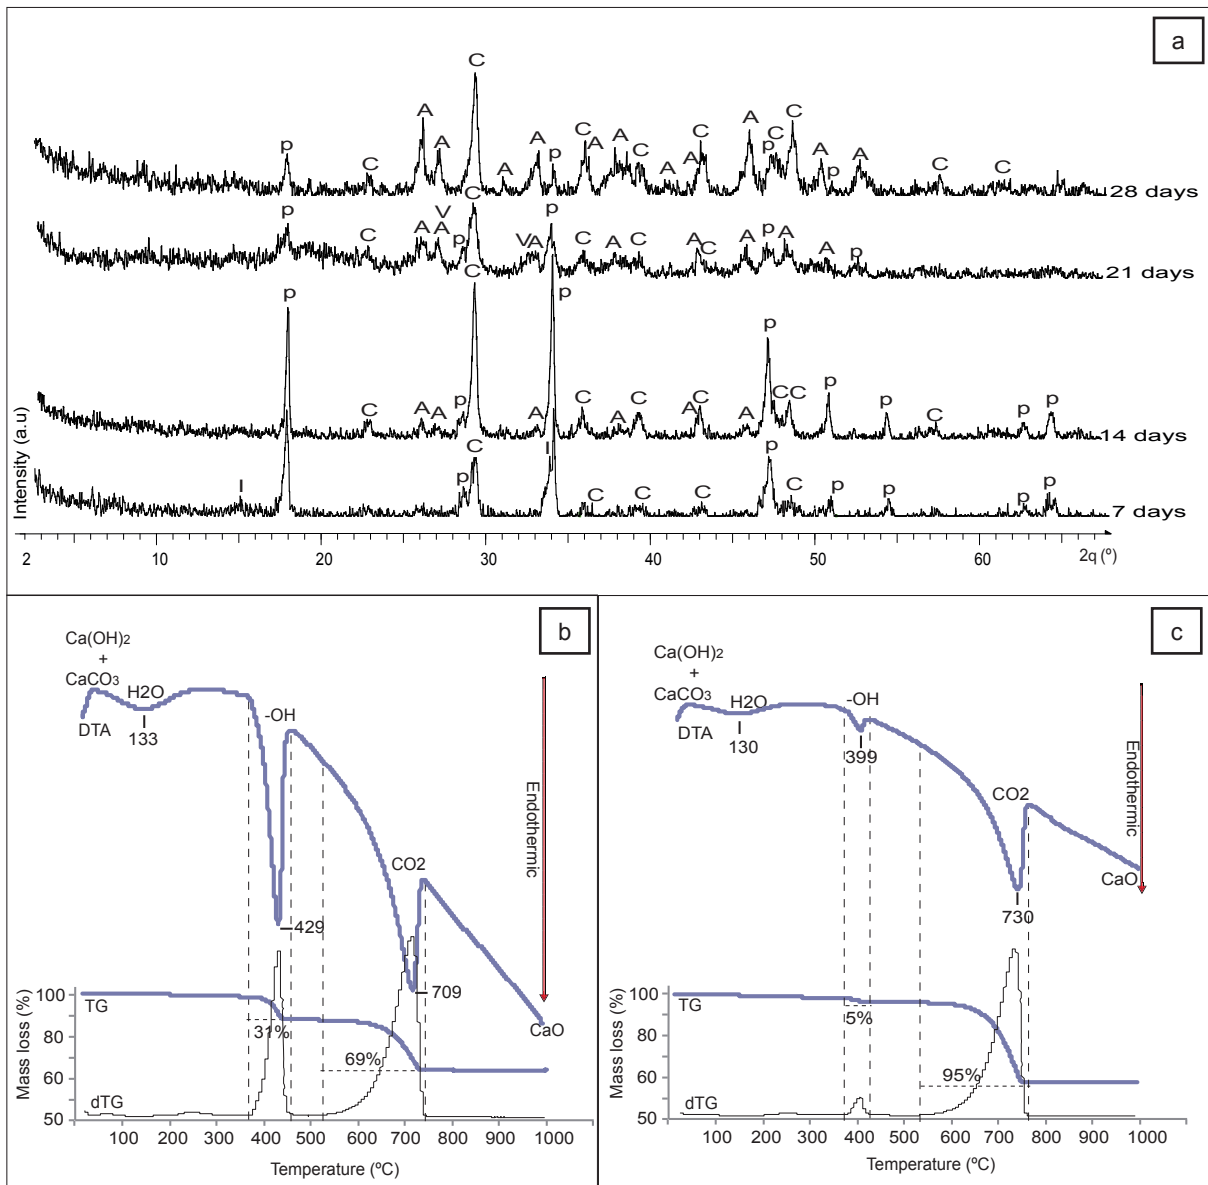 a
C
A A A p C A A C A C A C A p C C A p A C C
p C 28 days
C
V
p C A A p V A p C A C A C A p A A p 21 days
C
p C A A p A p C A C A C A p C C p p C p p 14 days
C
I p p I C C C p C p p p p 7 days
Intensity (a.u)
2 10 20 30 40 50 60 2q (º)
b
Ca(OH)2
+
CaCO3
H2O
DTA
133
-OH
429
CO2
709
Endothermic
CaO
100
90
80
70
60
50
Mass loss (%)
TG
31%
69%
dTG
100 200 300 400 500 600 700 800 900 1000
Temperature (ºC)
c
Ca(OH)2
+
CaCO3
H2O
DTA
130
-OH
399
CO2
730
Endothermic
CaO
100
90
80
70
60
50
Mass loss (%)
TG
5%
95%
dTG
100 200 300 400 500 600 700 800 900 1000
Temperature (ºC)